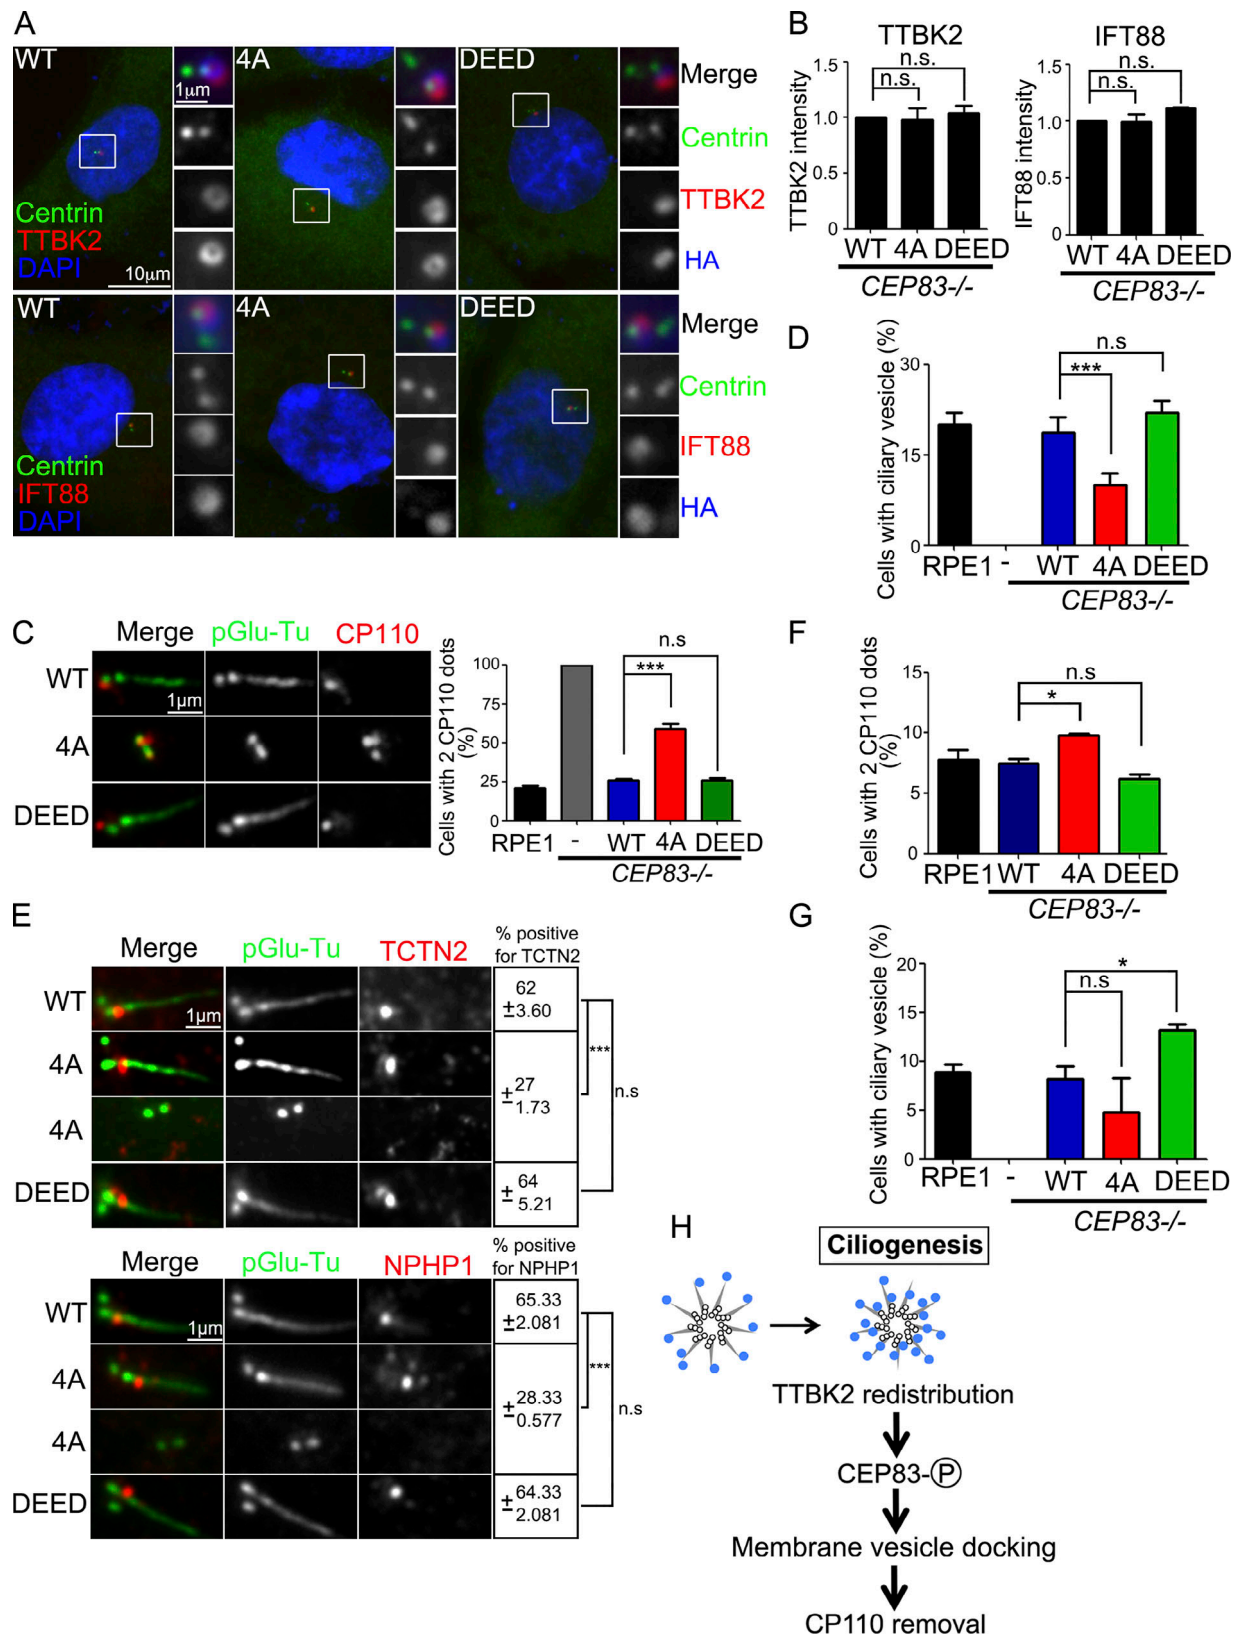 A
WT
4A
DEED
Merge
1µm
Centrin
TTBK2
HA
Centrin
TTBK2
DAPI
10µm
WT
4A
DEED
Merge
Centrin
IFT88
HA
Centrin
IFT88
DAPI
B
TTBK2
n.s.
n.s.
TTBK2 intensity
1.5
1.0
0.5
0
WT 4A DEED
CEP83-/-
IFT88
n.s.
n.s.
IFT88 intensity
1.5
1.0
0.5
0
WT 4A DEED
CEP83-/-
C
Merge pGlu-Tu CP110
WT
1µm
4A
DEED
Cells with 2 CP110 dots
(%)
100
75
50
25
0
n.s
***
RPE1 - WT 4A DEED
CEP83-/-
D
Cells with ciliary vesicle (%)
30
15
0
n.s
***
RPE1 - WT 4A DEED
CEP83-/-
E
Merge pGlu-Tu TCTN2
% positive
for TCTN2
WT
1µm
62
±3.60
4A
4A
27
±1.73
DEED
64
±5.21
***
n.s
Merge pGlu-Tu NPHP1
% positive
for NPHP1
WT
1µm
65.33
±2.081
4A
4A
28.33
±0.577
DEED
64.33
±2.081
***
n.s
F
Cells with 2 CP110 dots
(%)
15
10
5
0
n.s
*
RPE1 WT 4A DEED
CEP83-/-
G
Cells with ciliary vesicle (%)
20
15
10
5
0
*
n.s
RPE1 - WT 4A DEED
CEP83-/-
H
Ciliogenesis
TTBK2 redistribution
CEP83-Ⓟ
Membrane vesicle docking
CP110 removal